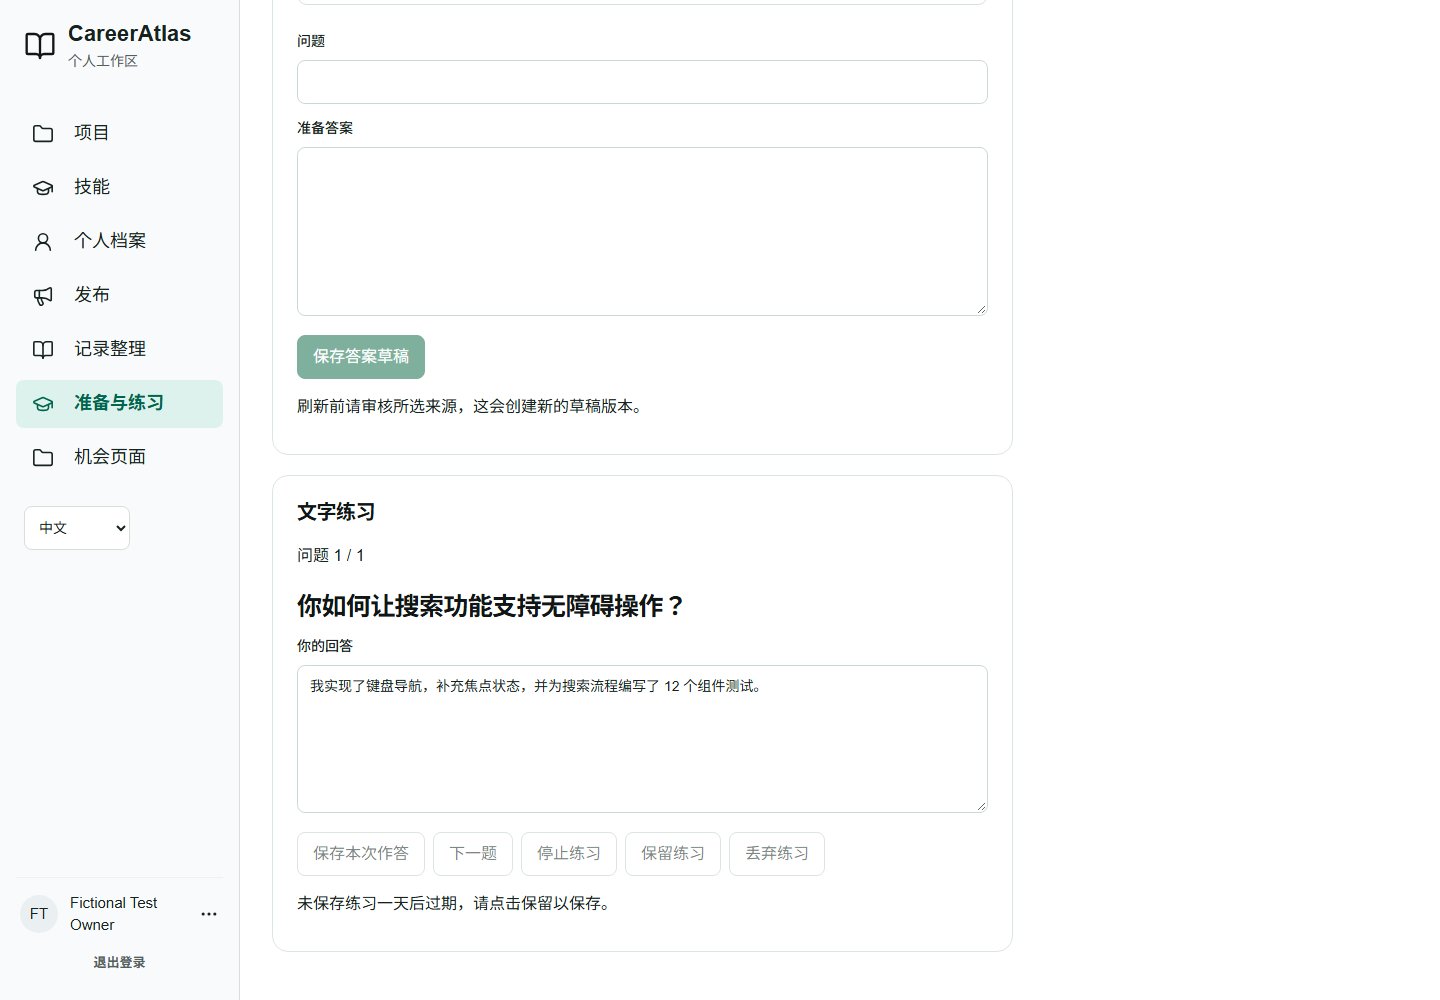 CareerAtlas
个人工作区
项目
技能
个人档案
发布
记录整理
准备与练习
机会页面
中文
FT
Fictional Test
Owner
退出登录
问题
准备答案
保存答案草稿
刷新前请审核所选来源，这会创建新的草稿版本。
文字练习
问题 1 / 1
你如何让搜索功能支持无障碍操作？
你的回答
我实现了键盘导航，补充焦点状态，并为搜索流程编写了 12 个组件测试。
保存本次作答
下一题
停止练习
保留练习
丢弃练习
未保存练习一天后过期，请点击保留以保存。